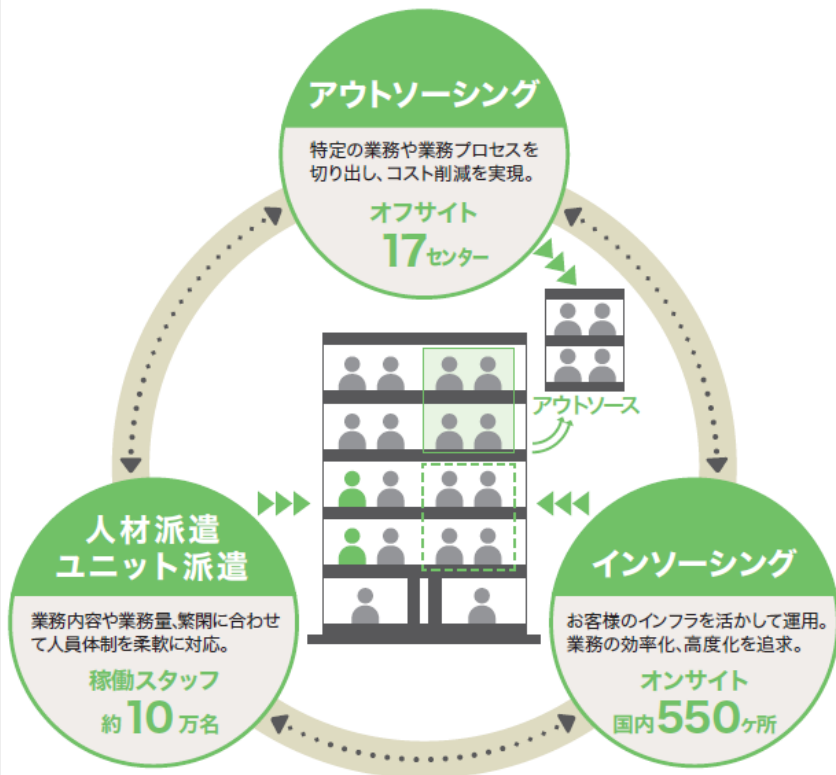 アウトソーシング
特定の業務や業務プロセスを
切り出し、コスト削減を実現。
オフサイト
17センター
アウトソース
人材派遣
ユニット派遣
業務内容や業務量、繁閑に合わせ
て人員体制を柔軟に対応。
稼働スタッフ
約10万名
インソーシング
お客様のインフラを活かして運用。
業務の効率化、高度化を追求。
オンサイト
国内550ヶ所